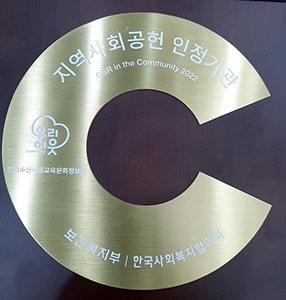 지역사회공헌 인정기관
CSR in the Community 2022
우리
이웃
보건복지부 | 한국사회복지협의회